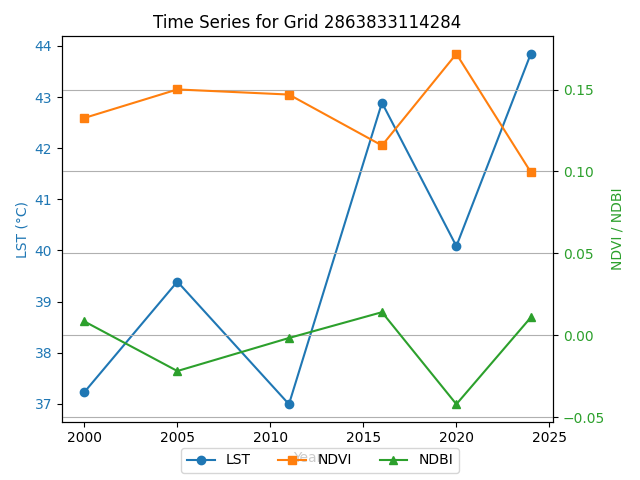 Time Series for Grid 2863833114284
44
43
42
41
40
39
38
37
LST (°C)
0.15
0.10
0.05
0.00
−0.05
NDVI / NDBI
2000 2005 2010 2015 2020 2025
Year
LST NDVI NDBI